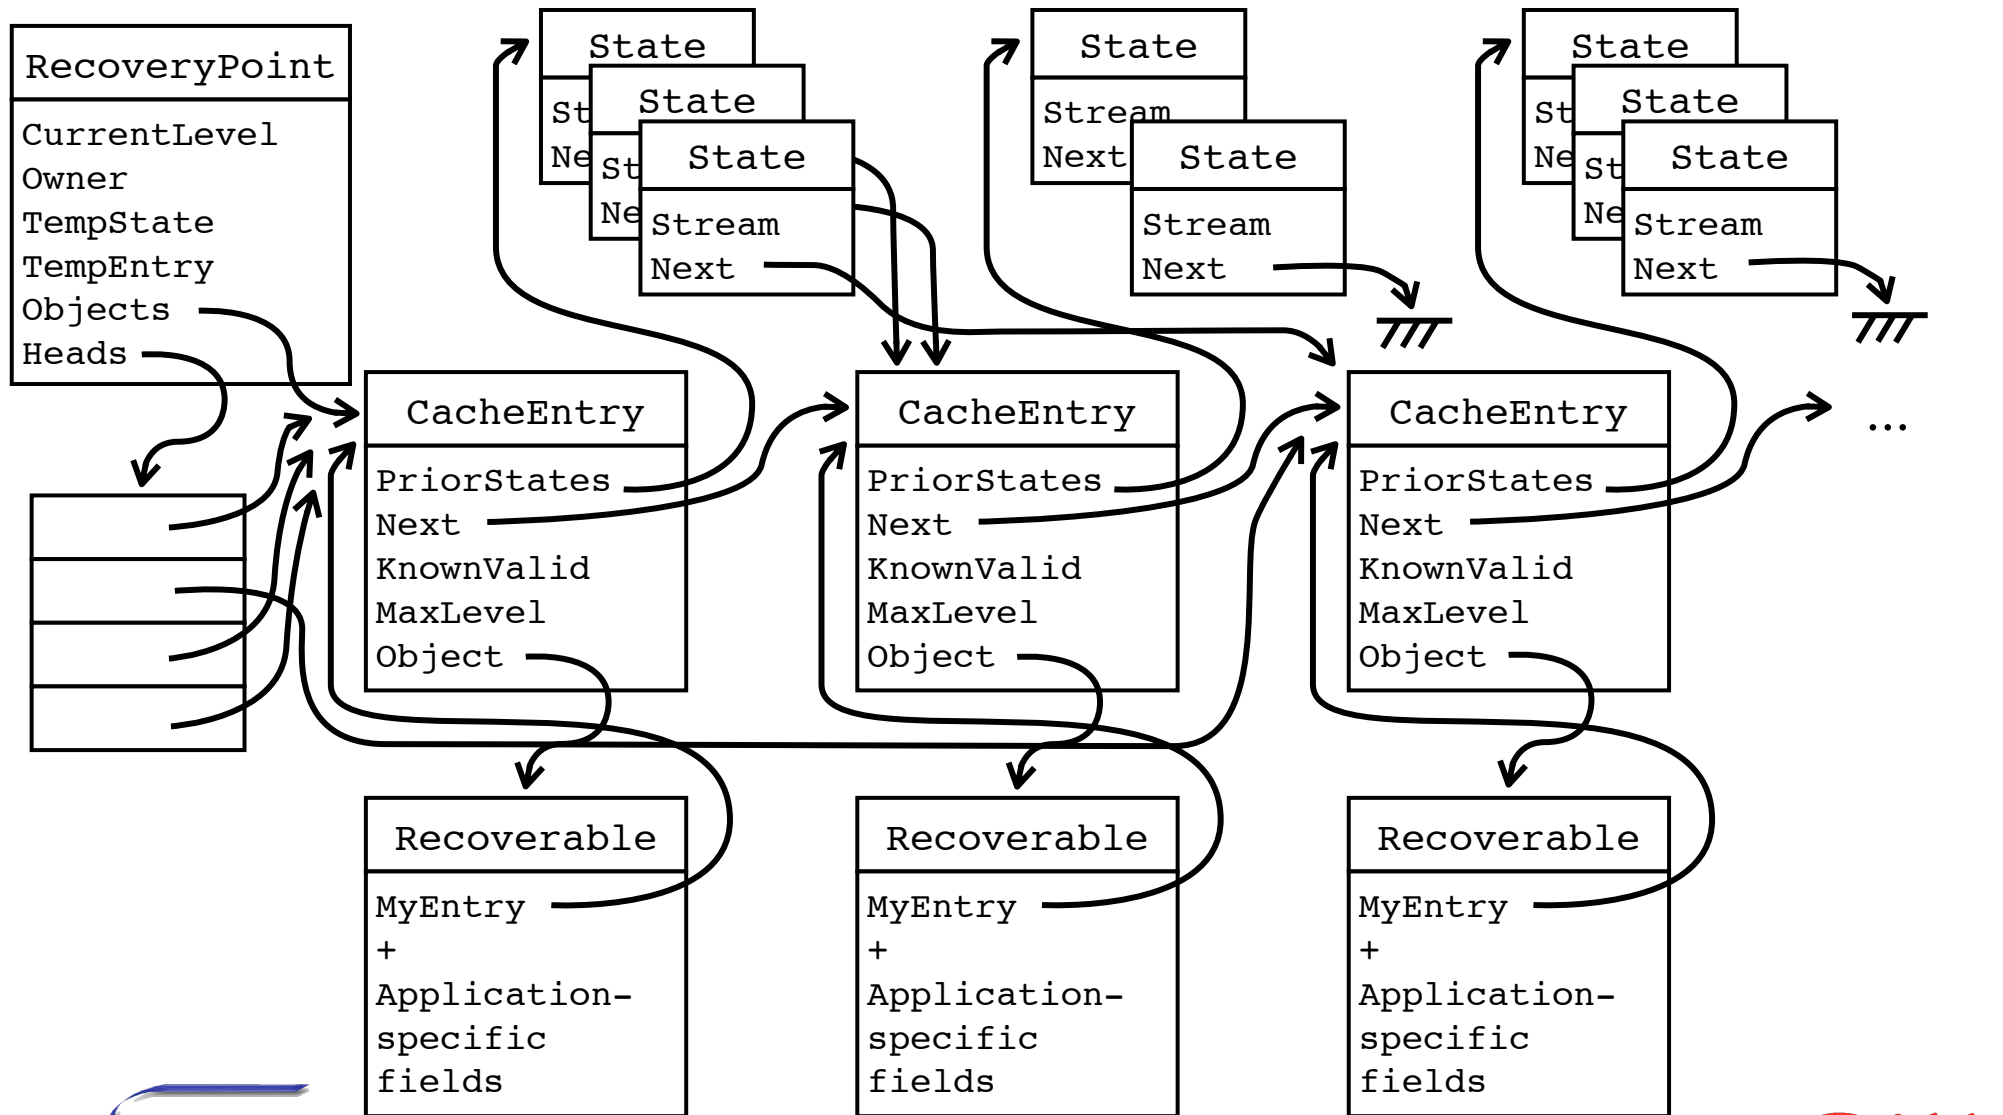 RecoveryPoint
CurrentLevel
Owner
TempState
TempEntry
Objects
Heads
State
St
Ne
State
St
Ne
State
Stream
Next
State
Stream
Next
State
Stream
Next
State
St
Ne
State
St
Ne
State
Stream
Next
CacheEntry
PriorStates
Next
KnownValid
MaxLevel
Object
CacheEntry
PriorStates
Next
KnownValid
MaxLevel
Object
CacheEntry
PriorStates
Next
KnownValid
MaxLevel
Object
...
Recoverable
MyEntry
+
Application-
specific
fields
Recoverable
MyEntry
+
Application-
specific
fields
Recoverable
MyEntry
+
Application-
specific
fields